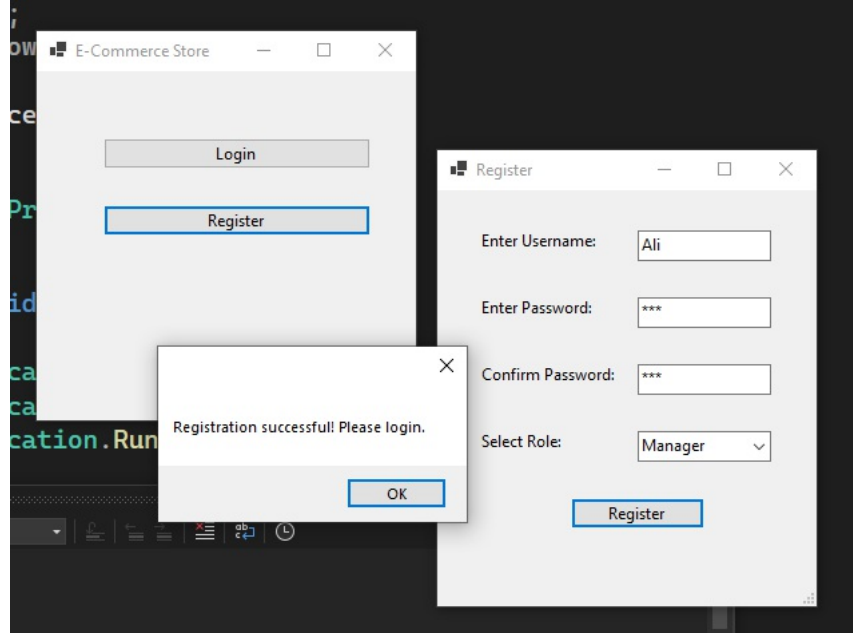 ;
ow
E-Commerce Store
ce
Login
Pr
Register
id
ca
ca
cation.Run
Registration successful! Please login.
OK
Register
Enter Username:
Ali
Enter Password:
***
Confirm Password:
***
Select Role:
Manager
Register